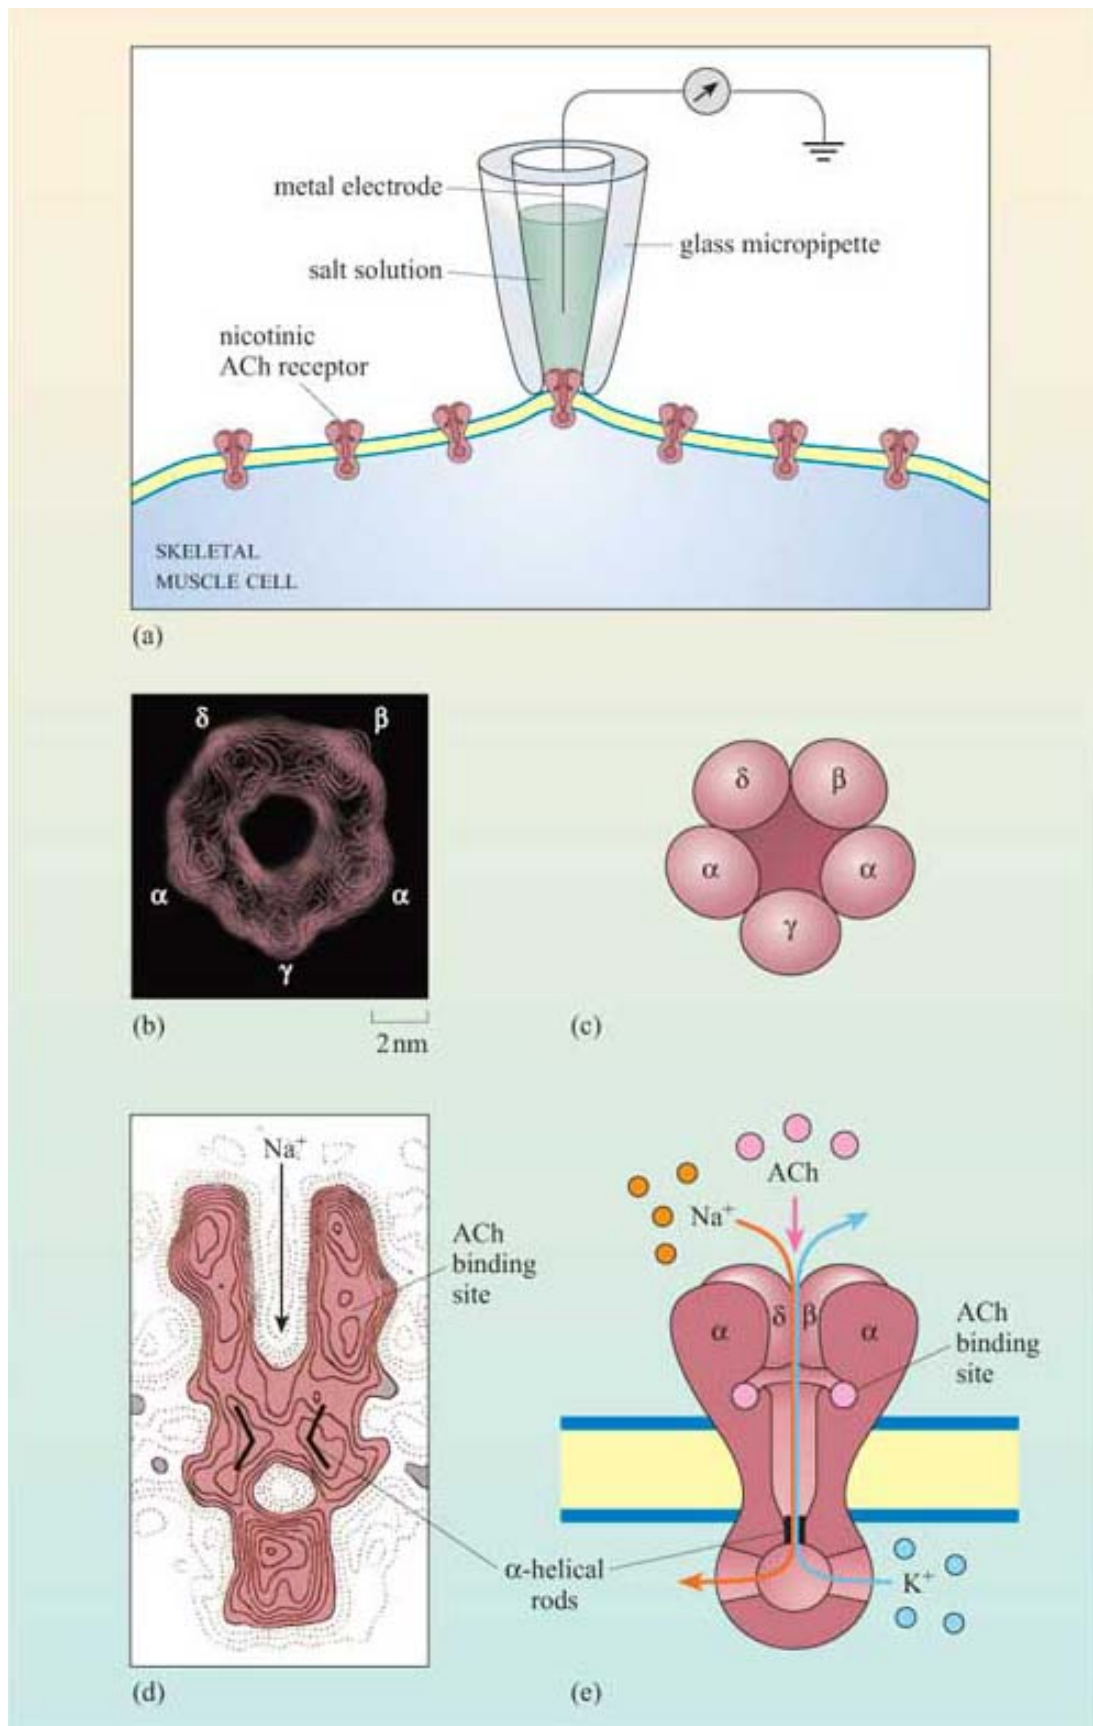 metal electrode
glass micropipette
salt solution
nicotinic
ACh receptor
SKELETAL
MUSCLE CELL
(a)
δ
β
α
α
γ
(b)
2 nm
δ
β
α
α
γ
(c)
Na⁺
ACh
binding
site
α-helical
rods
(d)
ACh
Na⁺
δ
β
α
α
ACh
binding
site
K⁺
(e)